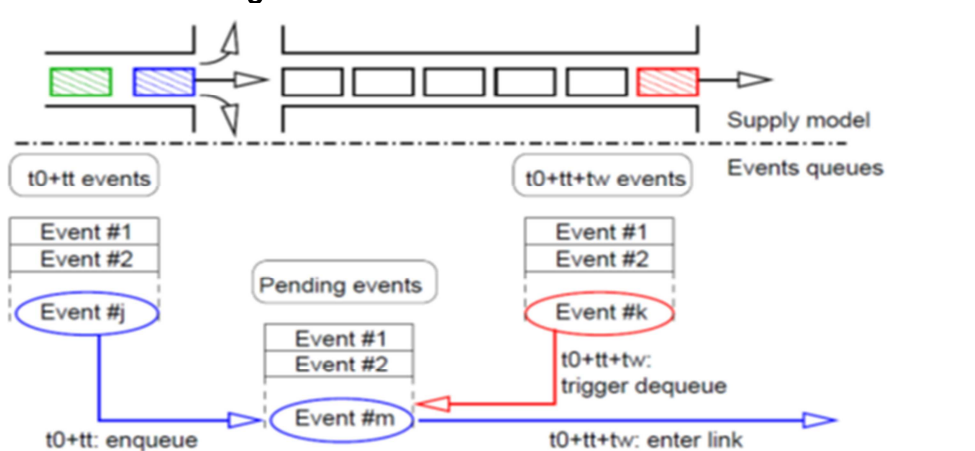 Supply model
Events queues
t0+tt events
t0+tt+tw events
Event #1
Event #2
Event #j
Pending events
Event #1
Event #2
Event #m
Event #1
Event #2
Event #k
t0+tt+tw:
trigger dequeue
t0+tt: enqueue
t0+tt+tw: enter link